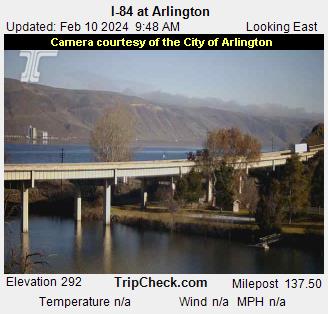 I-84 at Arlington
Updated: Feb 10 2024 9:48 AM Looking East
Camera courtesy of the City of Arlington
Elevation 292 TripCheck.com Milepost 137.50
Temperature n/a Wind n/a MPH n/a